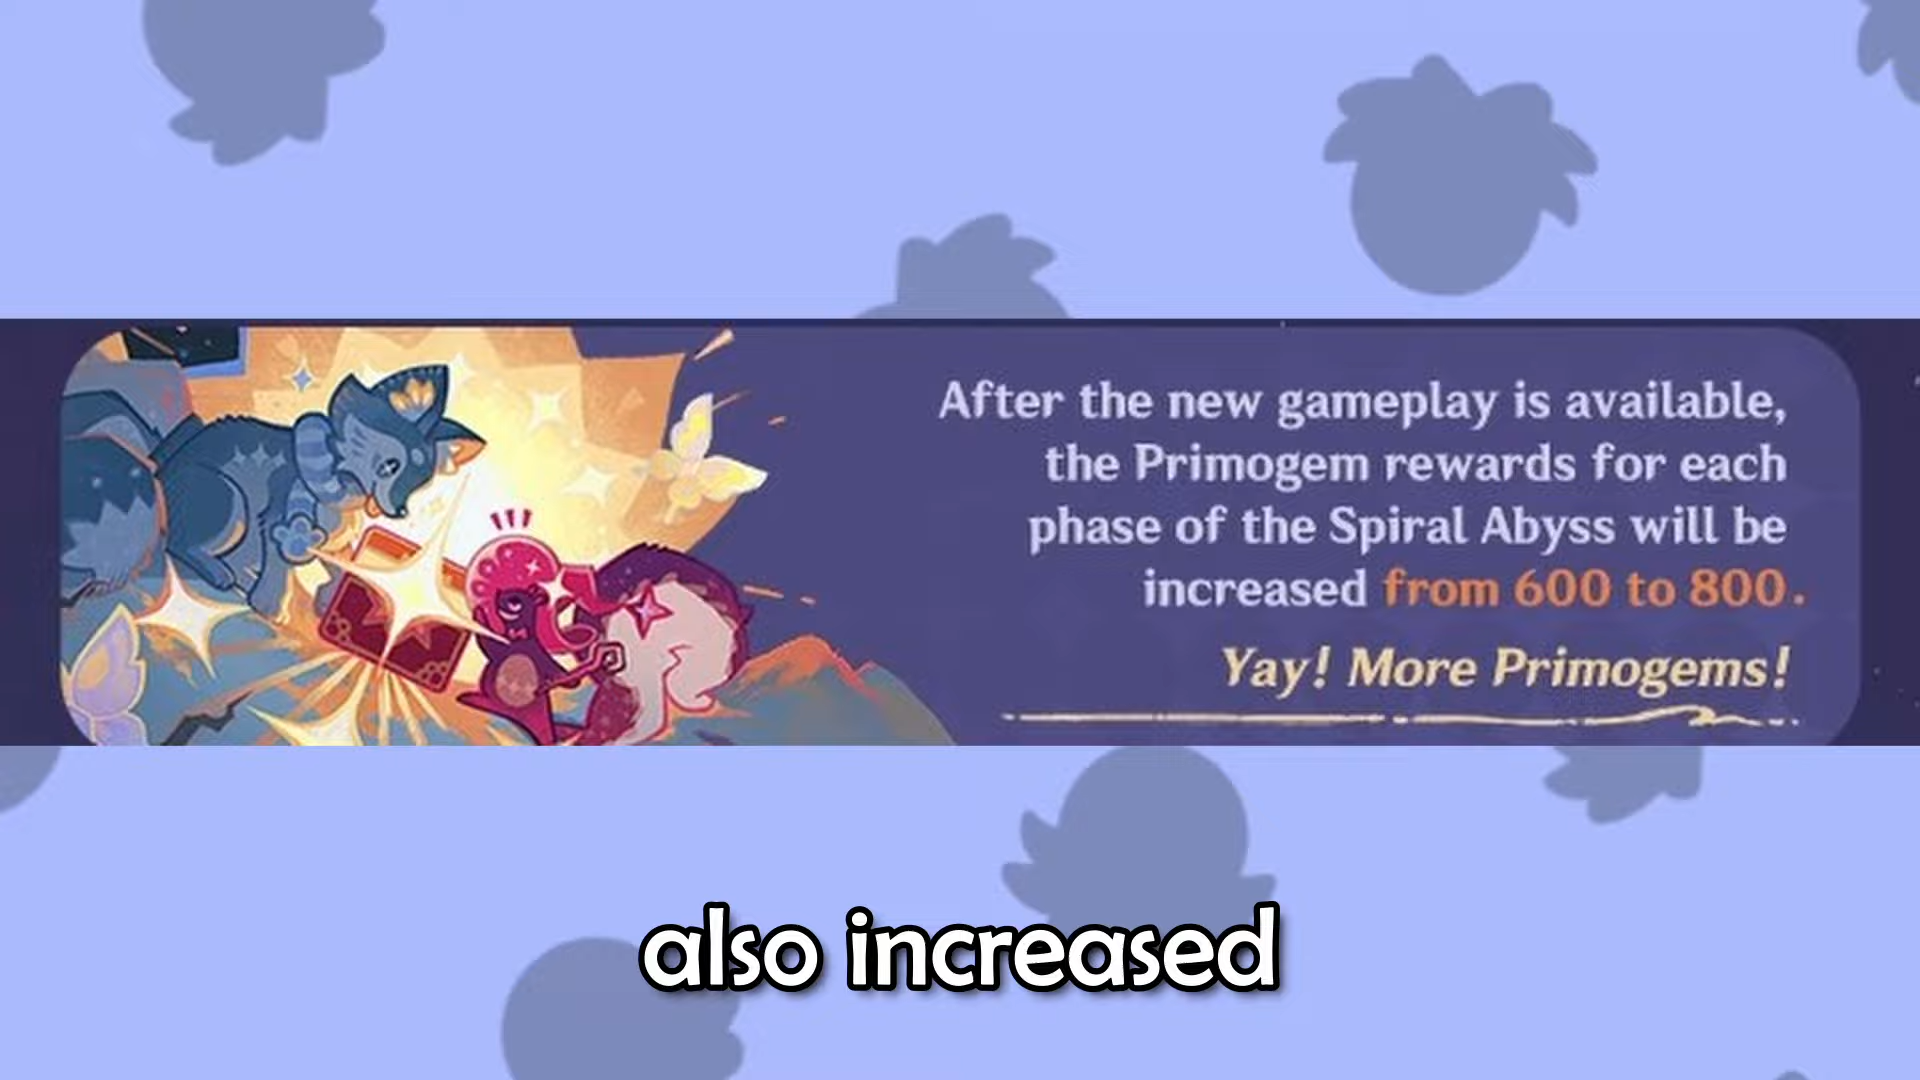 After the new gameplay is available,
the Primogem rewards for each
phase of the Spiral Abyss will be
increased from 600 to 800.
Yay! More Primogems!
also increased